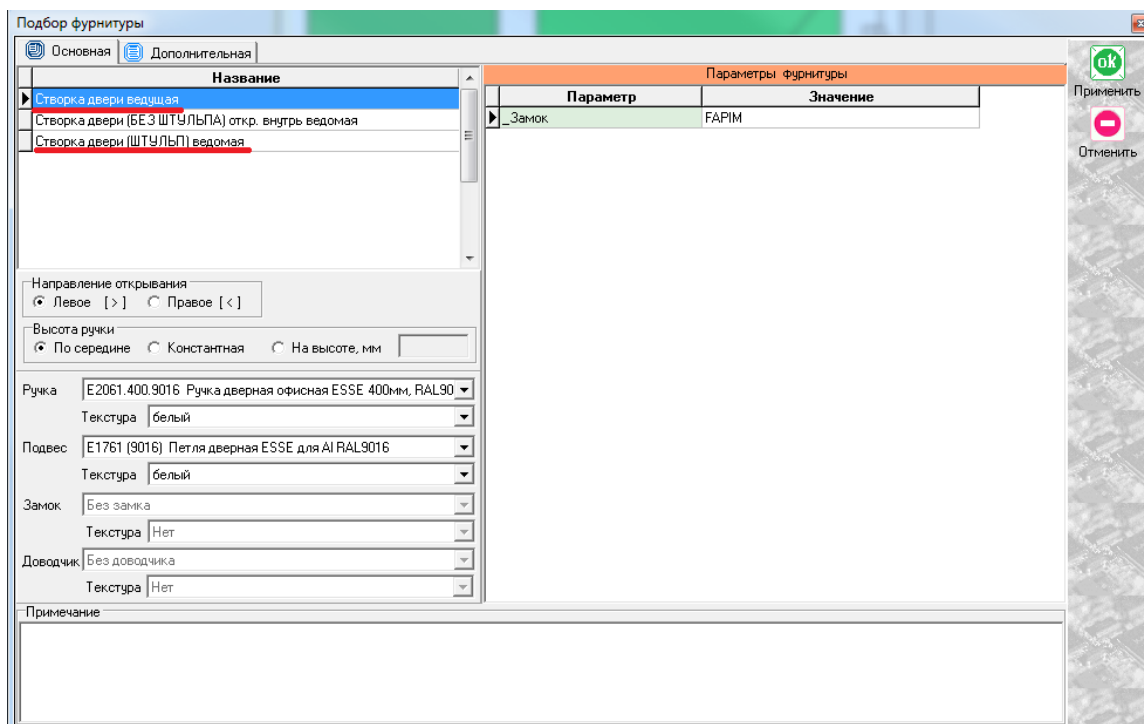 Подбор фурнитуры
Основная
Дополнительная
Название
Створка двери ведущая
Створка двери (БЕЗ ШТУЛЬПА) откр. внутрь ведомая
Створка двери (ШТУЛЬП) ведомая
Параметры фурнитуры
Параметр Значение
_Замок FAPIM
ok
Применить
Отменить
Направление открывания
Левое [ > ] Правое [ < ]
Высота ручки
По середине Константная На высоте, мм
Ручка E2061.400.9016 Ручка дверная офисная ESSE 400мм, RAL90
Текстура белый
Подвес E1761 (9016) Петля дверная ESSE для Al RAL9016
Текстура белый
Замок Без замка
Текстура Нет
Доводчик Без доводчика
Текстура Нет
Примечание